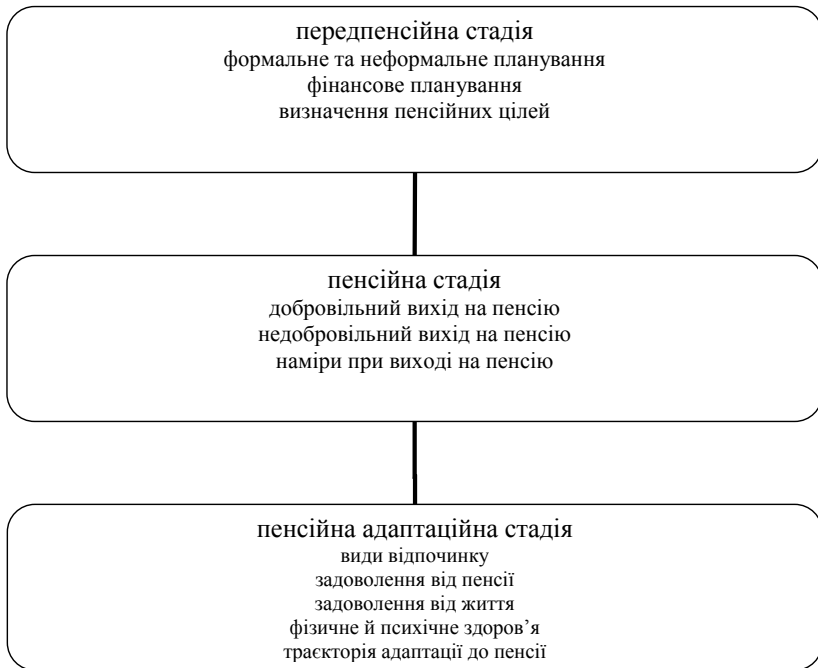 передпенсійна стадія
формальне та неформальне планування
фінансове планування
визначення пенсійних цілей
пенсійна стадія
добровільний вихід на пенсію
недобровільний вихід на пенсію
наміри при виході на пенсію
пенсійна адаптаційна стадія
види відпочинку
задоволення від пенсії
задоволення від життя
фізичне й психічне здоров’я
траєкторія адаптації до пенсії